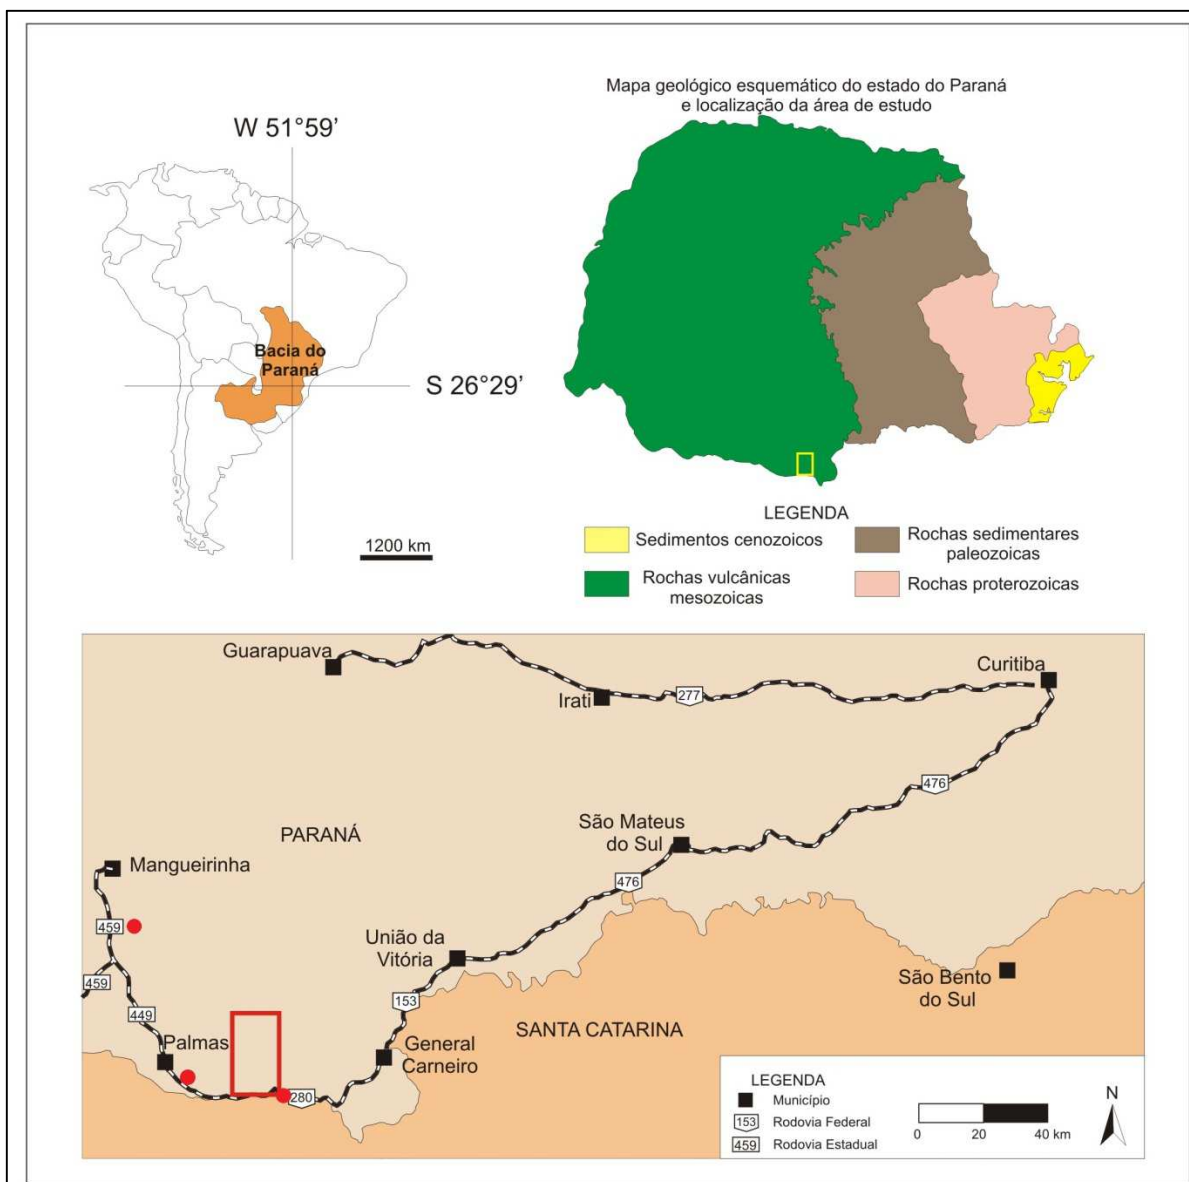 W 51°59’
Bacia do
Paraná
S 26°29’
1200 km
Mapa geológico esquemático do estado do Paraná
e localização da área de estudo
LEGENDA
Sedimentos cenozoicos
Rochas sedimentares
paleozoicas
Rochas vulcânicas
mesozoicas
Rochas proterozoicas
Guarapuava
Curitiba
Irati
277
476
São Mateus
do Sul
PARANÁ
Mangueirinha
476
459
União da
Vitória
459
São Bento
do Sul
153
449
SANTA CATARINA
Palmas
General
Carneiro
280
LEGENDA
Município
153 Rodovia Federal
459 Rodovia Estadual
0 20 40 km
N